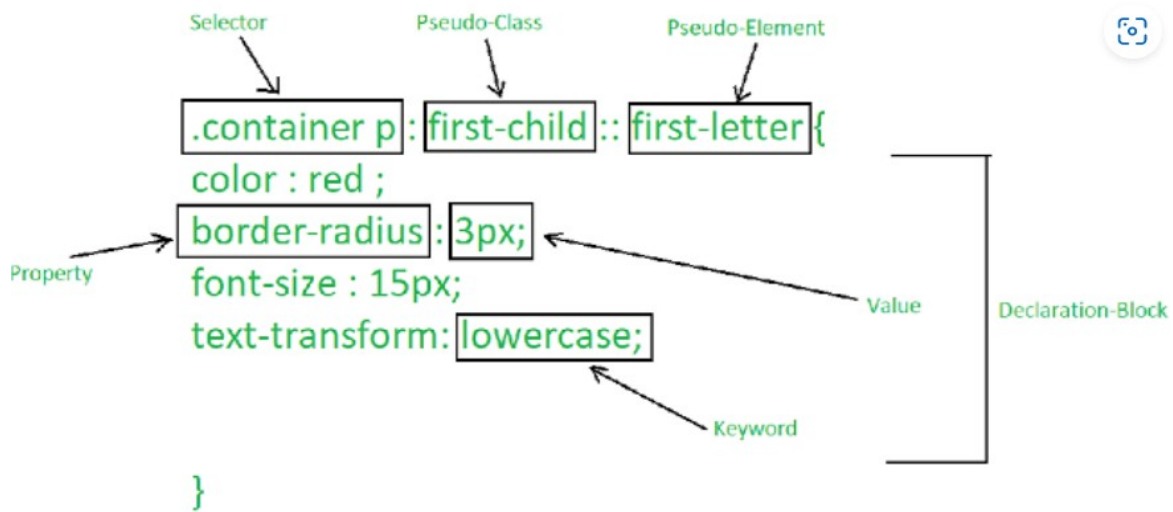 Selector Pseudo-Class Pseudo-Element
.container p : first-child :: first-letter {
color : red ;
border-radius : 3px;
Property
font-size : 15px;
Value
Declaration-Block
text-transform: lowercase;
Keyword
}